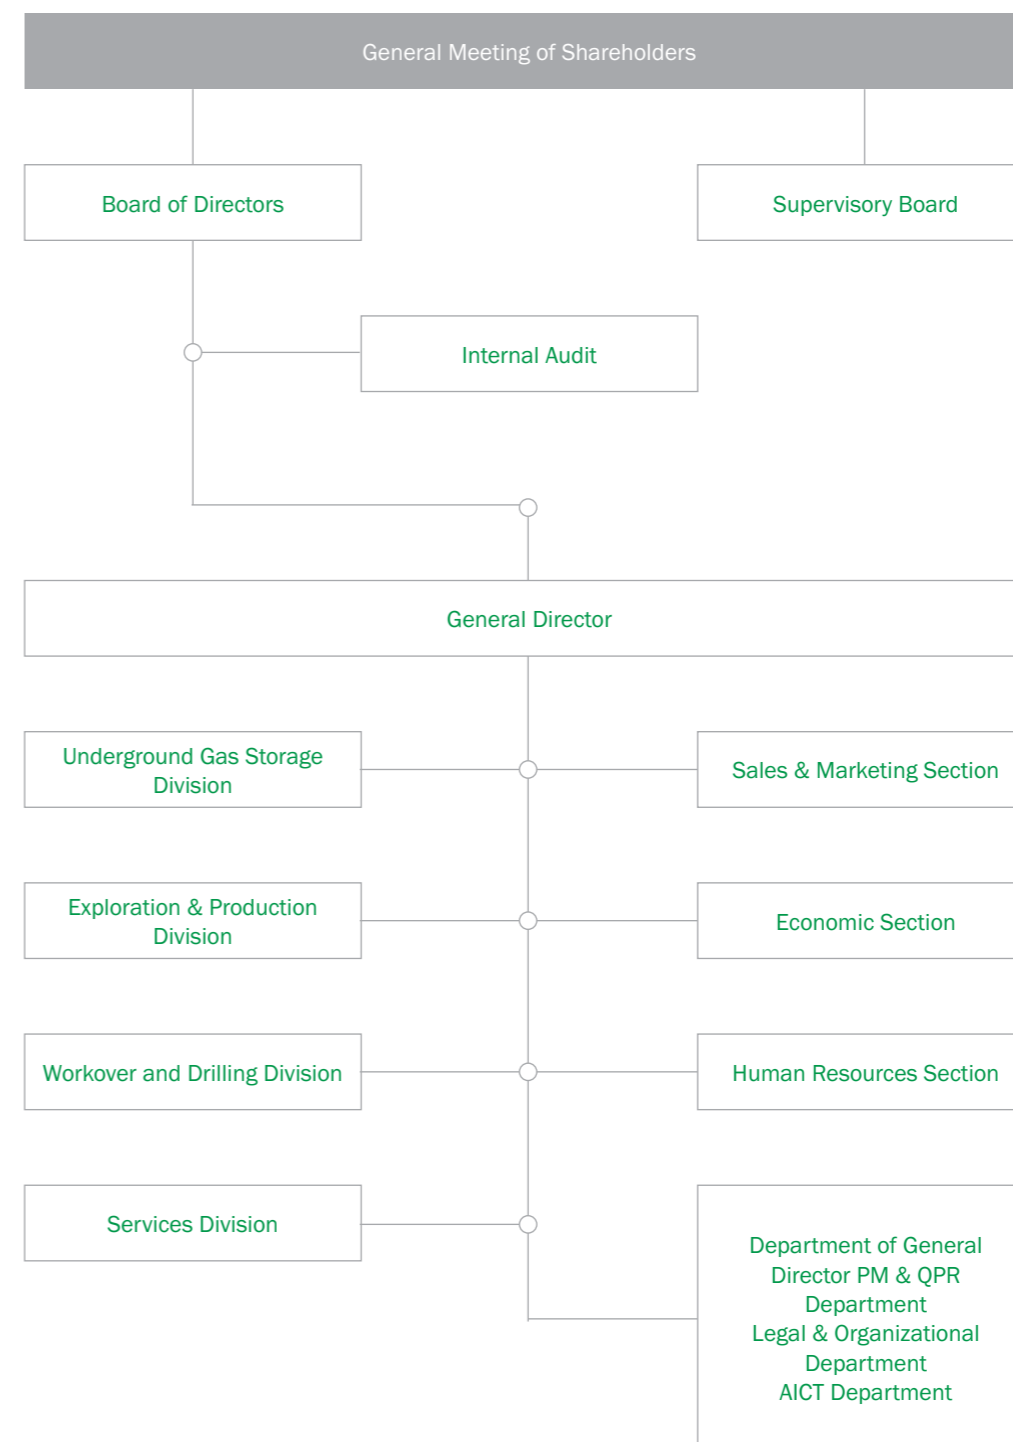 General Meeting of Shareholders
Board of Directors
Supervisory Board
Internal Audit
General Director
Underground Gas Storage
Division
Sales & Marketing Section
Exploration & Production
Division
Economic Section
Workover and Drilling Division
Human Resources Section
Services Division
Department of General
Director PM & QPR
Department
Legal & Organizational
Department
AICT Department